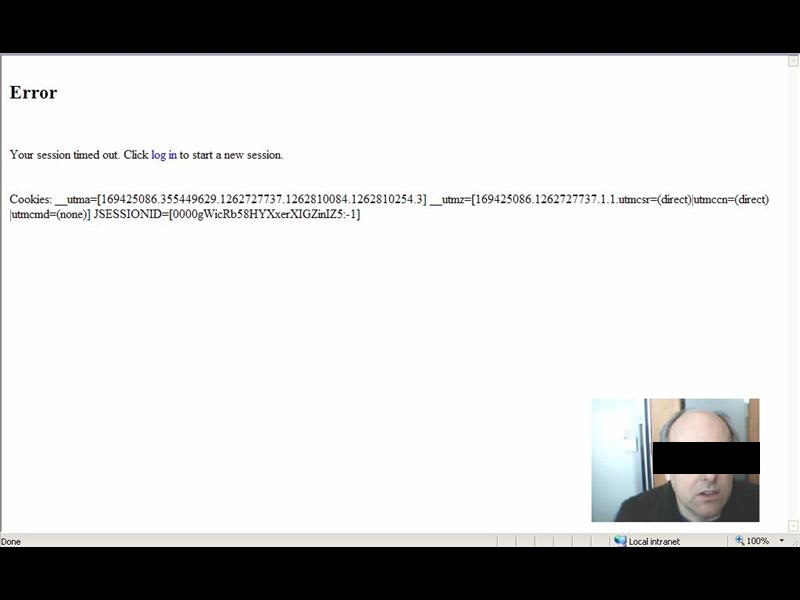 Error
Your session timed out. Click log in to start a new session.
Cookies: __utma=[169425086.355449629.1262727737.1262810084.1262810254.3] __utmz=[169425086.1262727737.1.1.utmcsr=(direct)|utmccn=(direct)
|utmcmd=(none)] JSESSIONID=[0000gWicRb58HYXxerXIGZinIZ5:-1]
Done Local intranet 100%